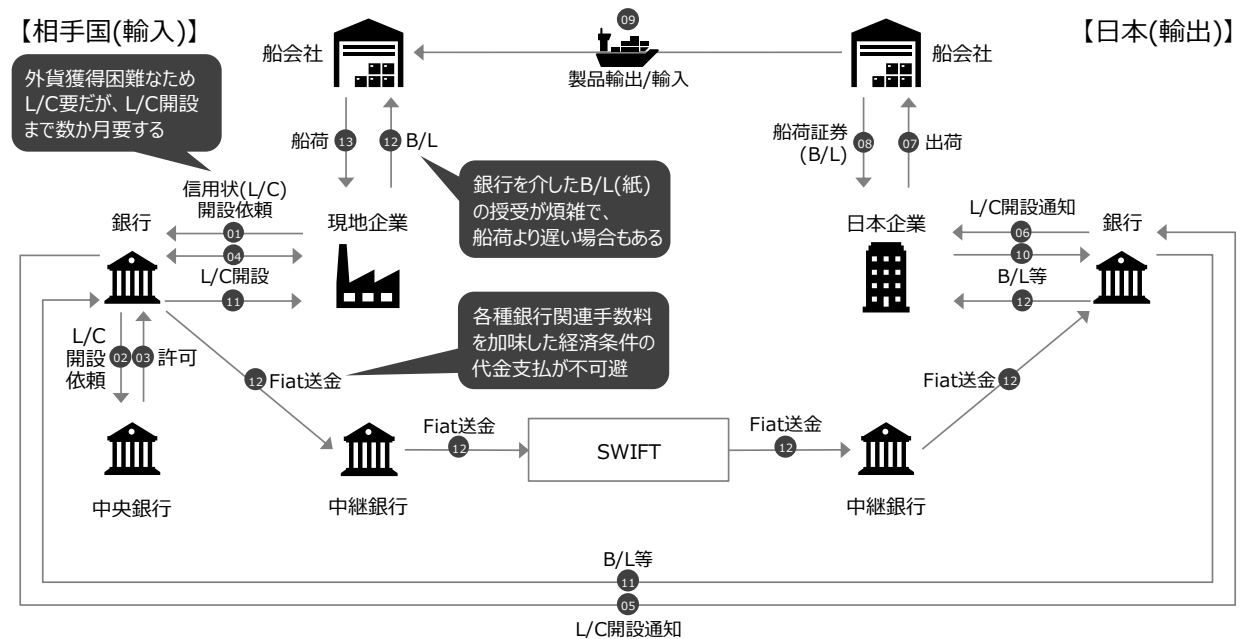 【相手国(輸入)】
【日本(輸出)】
09
製品輸出/輸入
船会社
船会社
外貨獲得困難なため
L/C要だが、L/C開設
まで数か月要する
船荷
13
12
B/L
船荷証券
(B/L)
08
07
出荷
銀行を介したB/L(紙)
の授受が煩雑で、
船荷より遅い場合もある
信用状(L/C)
開設依頼
銀行
01
現地企業
04
L/C開設
11
日本企業
L/C開設通知
06
銀行
10
B/L等
12
L/C
開設
依頼
02
03
許可
各種銀行関連手数料
を加味した経済条件の
代金支払が不可避
12
Fiat送金
Fiat送金
12
Fiat送金
12
SWIFT
Fiat送金
12
中央銀行
中継銀行
中継銀行
B/L等
11
05
L/C開設通知